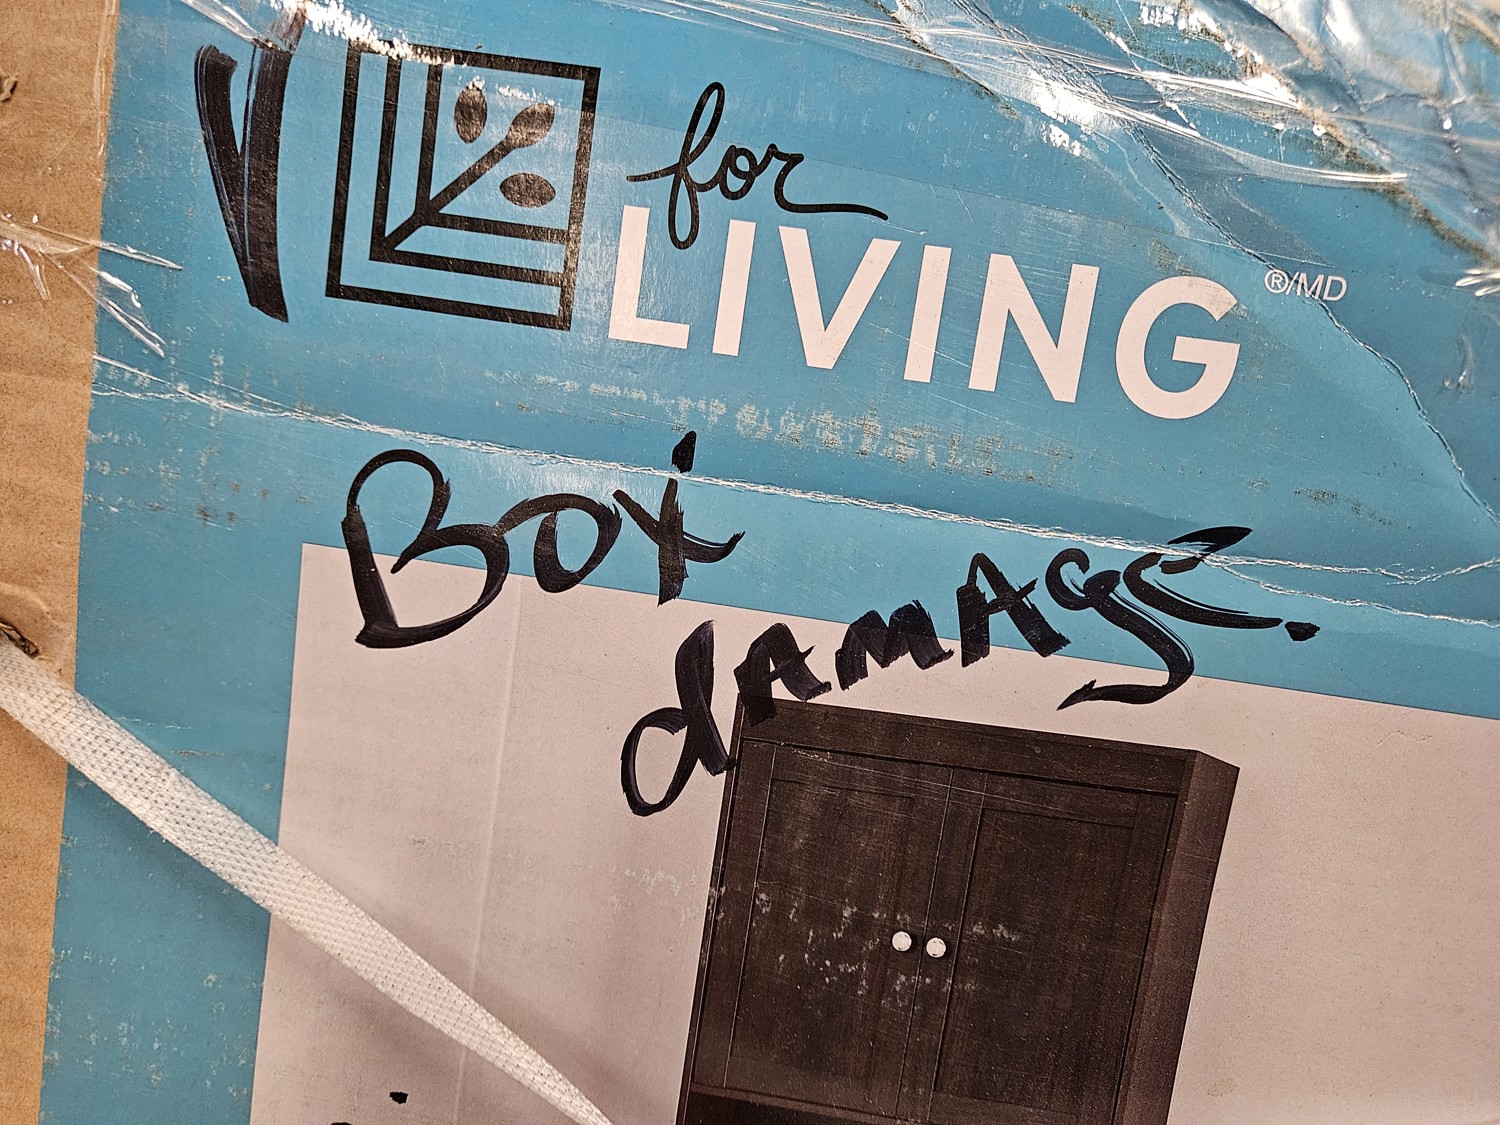 for
LIVING ®/MD
BOX
dAMAgE.